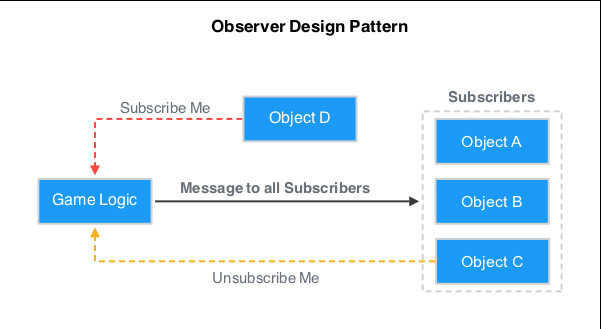 Observer Design Pattern
Subscribers
Subscribe Me
Object D
Object A
Game Logic
Message to all Subscribers
Object B
Object C
Unsubscribe Me